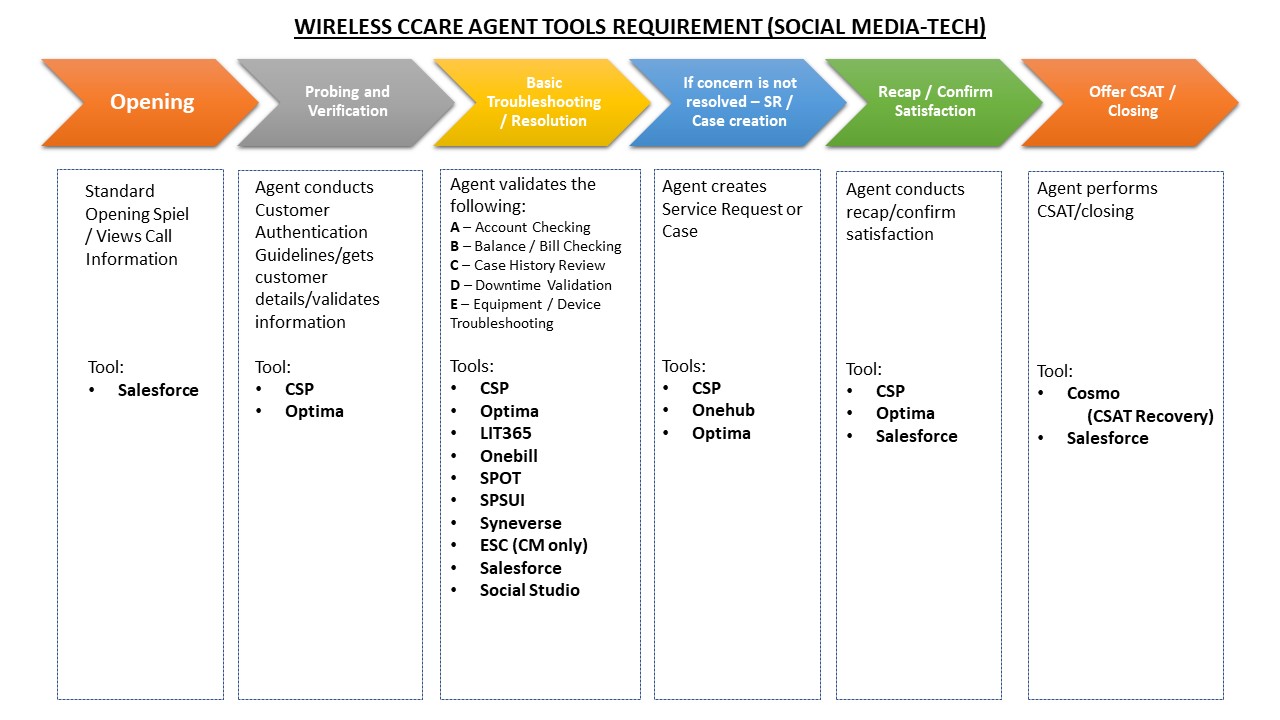 WIRELESS CCARE AGENT TOOLS REQUIREMENT (SOCIAL MEDIA-TECH)
Opening
Probing and
Verification
Basic
Troubleshooting
/ Resolution
If concern is not
resolved – SR /
Case creation
Recap / Confirm
Satisfaction
Offer CSAT /
Closing
Standard
Opening Spiel
/ Views Call
Information
Tool:
• Salesforce
Agent conducts
Customer
Authentication
Guidelines/gets
customer
details/validates
information
Tool:
• CSP
• Optima
Agent validates the
following:
A – Account Checking
B – Balance / Bill Checking
C – Case History Review
D – Downtime Validation
E – Equipment / Device
Troubleshooting
Tools:
• CSP
• Optima
• LIT365
• Onebill
• SPOT
• SPSUI
• Syneverse
• ESC (CM only)
• Salesforce
• Social Studio
Agent creates
Service Request or
Case
Tools:
• CSP
• Onehub
• Optima
Agent conducts
recap/confirm
satisfaction
Tool:
• CSP
• Optima
• Salesforce
Agent performs
CSAT/closing
Tool:
• Cosmo
(CSAT Recovery)
• Salesforce